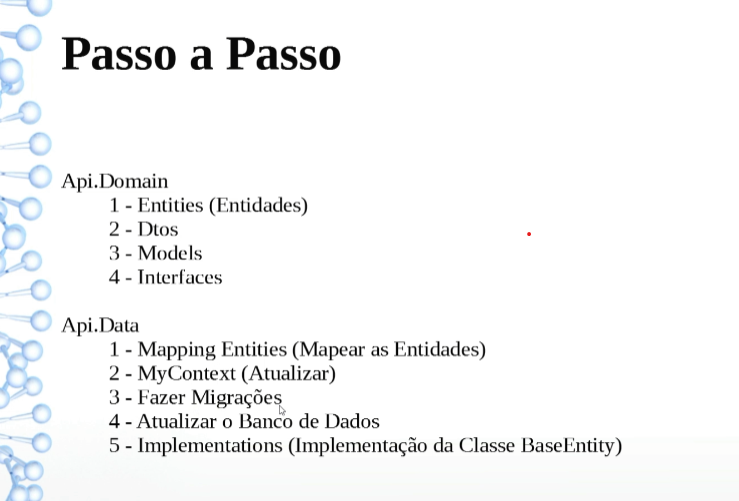 Passo a Passo
Api.Domain
1 - Entities (Entidades)
2 - Dtos
3 - Models
4 - Interfaces
Api.Data
1 - Mapping Entities (Mapear as Entidades)
2 - MyContext (Atualizar)
3 - Fazer Migrações
4 - Atualizar o Banco de Dados
5 - Implementations (Implementação da Classe BaseEntity)